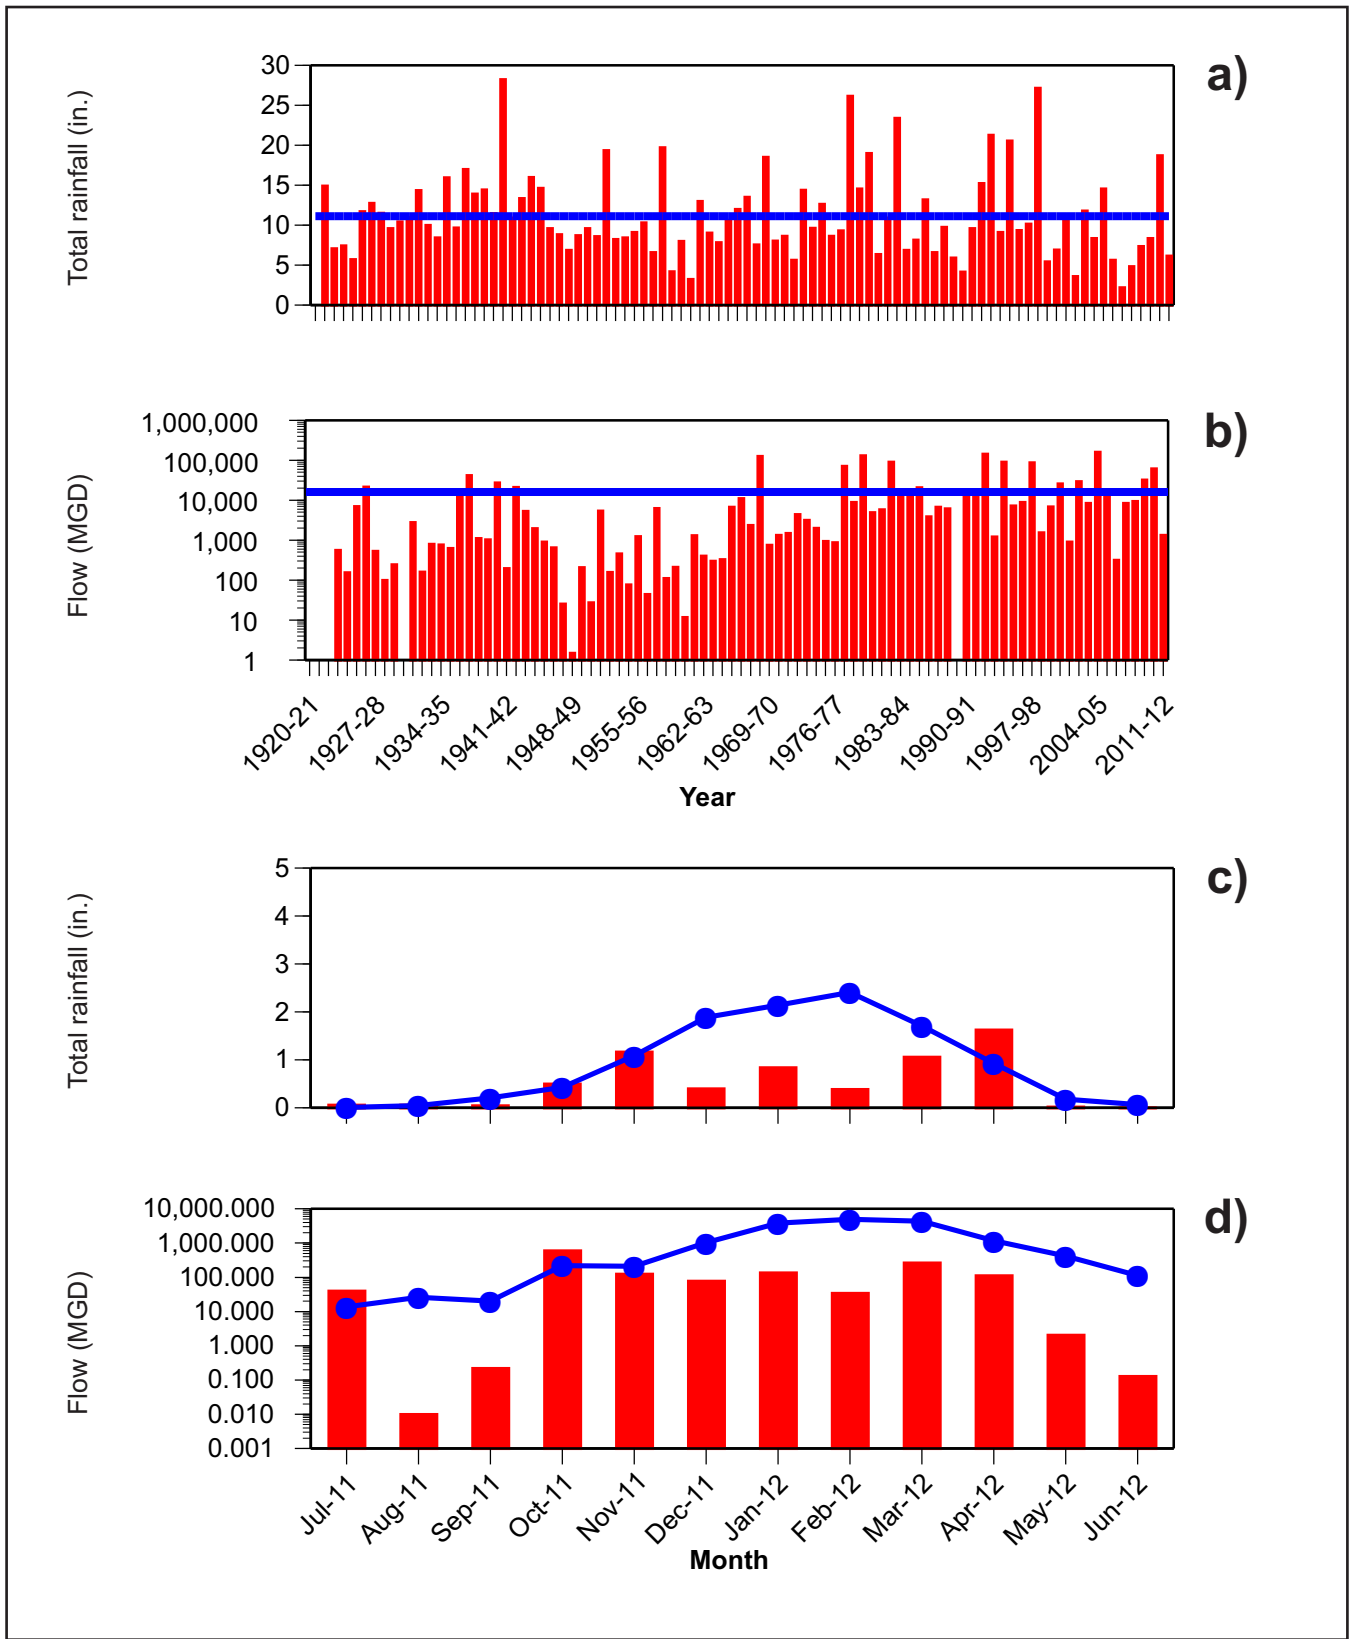 a)
Total rainfall (in.)
30
25
20
15
10
5
0
b)
Flow (MGD)
1,000,000
100,000
10,000
1,000
100
10
1
1920-21
1927-28
1934-35
1941-42
1948-49
1955-56
1962-63
1969-70
1976-77
1983-84
1990-91
1997-98
2004-05
2011-12
Year
c)
Total rainfall (in.)
5
4
3
2
1
0
d)
Flow (MGD)
10,000.000
1,000.000
100.000
10.000
1.000
0.100
0.010
0.001
Jul-11
Aug-11
Sep-11
Oct-11
Nov-11
Dec-11
Jan-12
Feb-12
Mar-12
Apr-12
May-12
Jun-12
Month